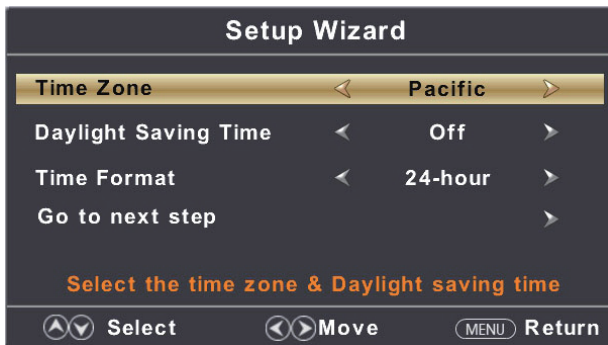 Setup Wizard
Time Zone Pacific
Daylight Saving Time Off
Time Format 24-hour
Go to next step
Select the time zone & Daylight saving time
Select Move MENU Return